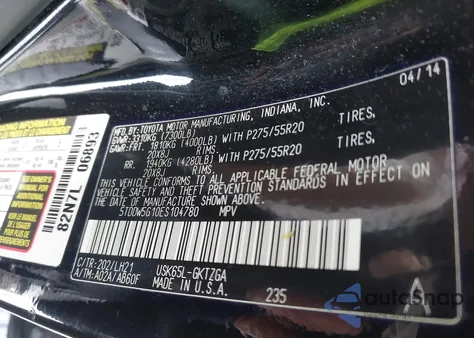 04/14
MFD. BY: TOYOTA MOTOR MANUFACTURING, INDIANA, INC.
GVWR: 3310KG (7300LB)
GAWR: FRT. 1810KG (4000LB) WITH P275/55R20 TIRES,
20X8J RIMS
RR. 1940KG (4280LB) WITH P275/55R20 TIRES,
20X8J RIMS
THIS VEHICLE CONFORMS TO ALL APPLICABLE FEDERAL MOTOR
VEHICLE SAFETY AND THEFT PREVENTION STANDARDS IN EFFECT ON
THE DATE OF MANUFACTURE SHOWN ABOVE.
5TDDW5G10ES104780 MPV
C/TR: 202/LH21 USK65L-GKTZGA
A/TM: A02A/AB60F MADE IN U.S.A. 235 A
82N7L 06893
autoSnap